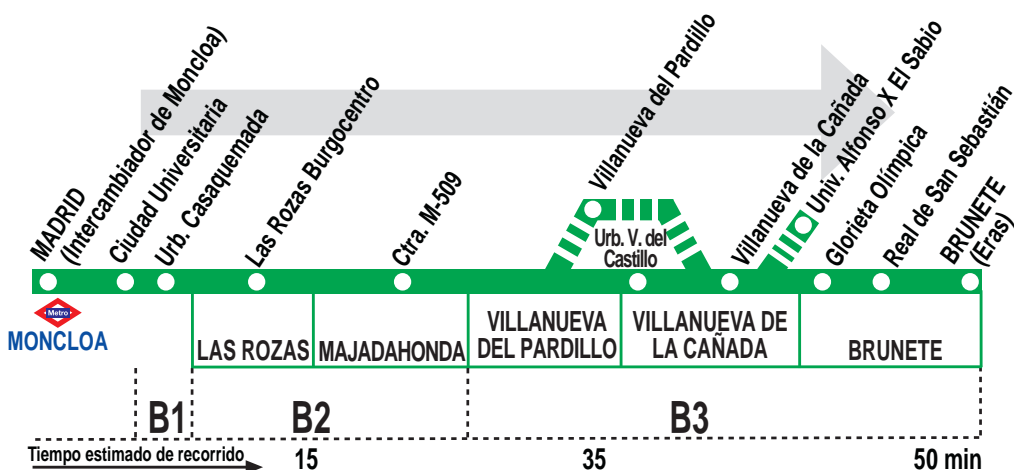 MADRID
(Intercambiador de Moncloa)
Ciudad Universitaria
Urb. Casaquemada
Las Rozas Burgocentro
Ctra. M-509
Villanueva del Pardillo
Urb. V. del
Castillo
Villanueva de la Cañada
Univ. Alfonso X El Sabio
Glorieta Olímpica
Real de San Sebastián
BRUNETE
(Eras)
Metro
MONCLOA
LAS ROZAS
MAJADAHONDA
VILLANUEVA
DEL PARDILLO
VILLANUEVA DE
LA CAÑADA
BRUNETE
B1
B2
B3
Tiempo estimado de recorrido
15
35
50 min